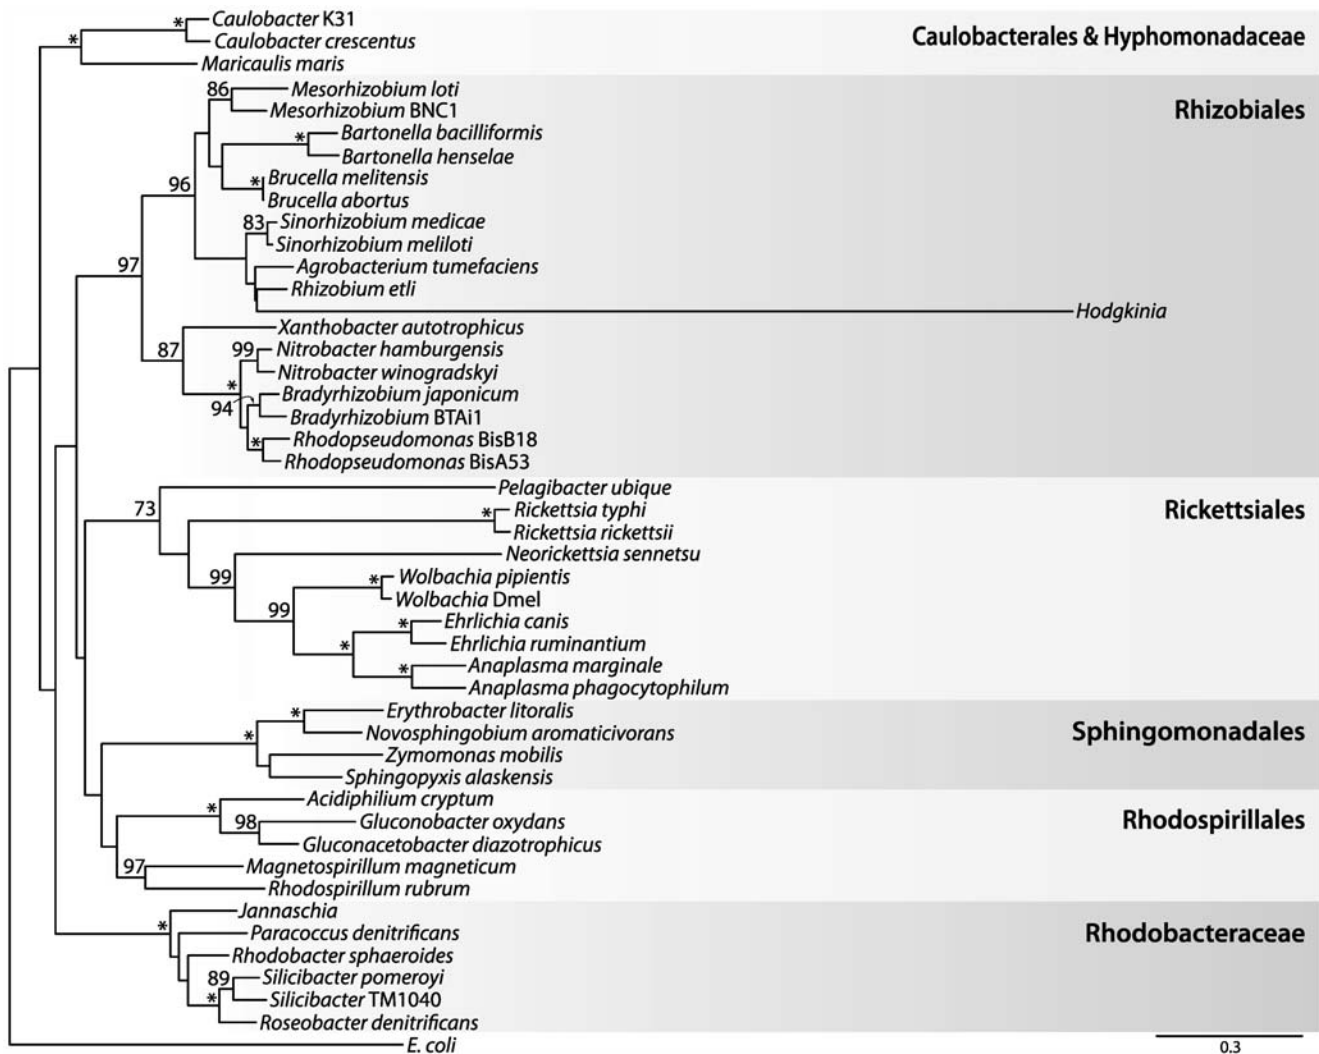 * Caulobacter K31
Caulobacter crescentus
Caulobacterales & Hyphomonadaceae
*
Maricaulis maris
86 Mesorhizobium loti
Rhizobiales
Mesorhizobium BNC1
* Bartonella bacilliformis
Bartonella henselae
* Brucella melitensis
96
Brucella abortus
83 Sinorhizobium medicae
Sinorhizobium meliloti
97
Agrobacterium tumefaciens
Rhizobium etli
Hodgkinia
Xanthobacter autotrophicus
87
99 Nitrobacter hamburgensis
Nitrobacter winogradskyi
*
Bradyrhizobium japonicum
94
Bradyrhizobium BTAi1
* Rhodopseudomonas BisB18
Rhodopseudomonas BisA53
Pelagibacter ubique
73
Rickettsiales
* Rickettsia typhi
Rickettsia rickettsii
Neorickettsia sennetsu
99
* Wolbachia pipientis
Wolbachia Dmel
99
* Ehrlichia canis
Ehrlichia ruminantium
*
* Anaplasma marginale
Anaplasma phagocytophilum
* Erythrobacter litoralis
Novosphingobium aromaticivorans
Sphingomonadales
*
Zymomonas mobilis
Sphingopyxis alaskensis
* Acidiphilium cryptum
98 Gluconobacter oxydans
Rhodospirillales
Gluconacetobacter diazotrophicus
97 Magnetospirillum magneticum
Rhodospirillum rubrum
* Jannaschia
Paracoccus denitrificans
Rhodobacteraceae
Rhodobacter sphaeroides
89 Silicibacter pomeroyi
* Silicibacter TM1040
Roseobacter denitrificans
E. coli
0.3